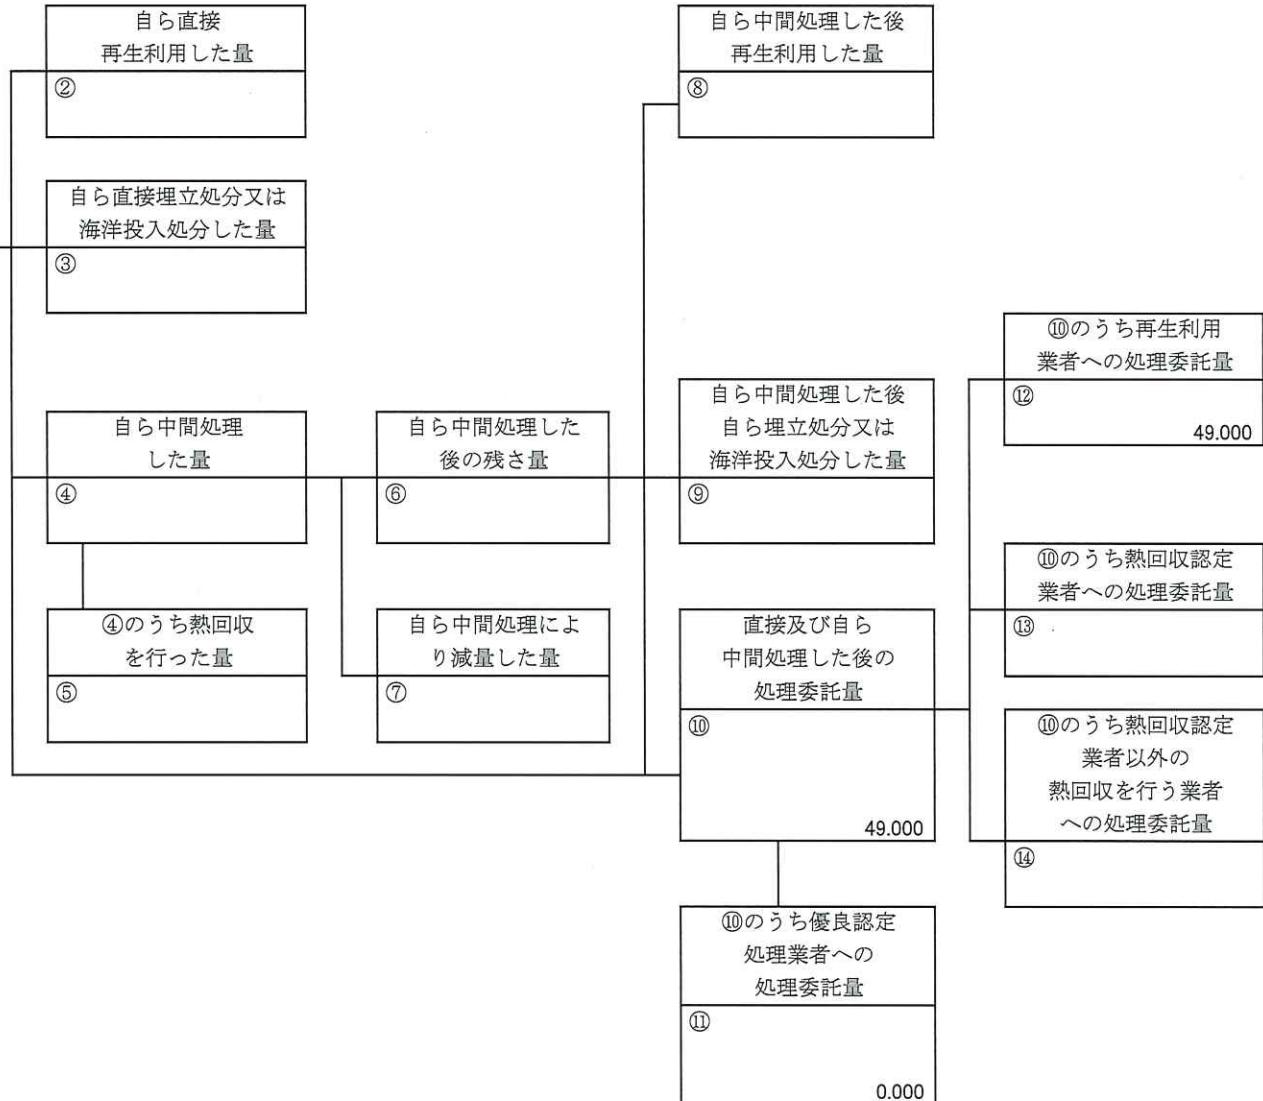 自ら直接
再生利用した量
②
自ら直接埋立処分又は
海洋投入処分した量
③
自ら中間処理
した量
④
④のうち熱回収
を行った量
⑤
自ら中間処理した
後の残さ量
⑥
自ら中間処理によ
り減量した量
⑦
自ら中間処理した後
再生利用した量
⑧
自ら中間処理した後
自ら埋立処分又は
海洋投入処分した量
⑨
直接及び自ら
中間処理した後の
処理委託量
⑩
49.000
⑩のうち優良認定
処理業者への
処理委託量
⑪
0.000
⑩のうち再生利用
業者への処理委託量
⑫
49.000
⑩のうち熱回収認定
業者への処理委託量
⑬
⑩のうち熱回収認定
業者以外の
熱回収を行う業者
への処理委託量
⑭